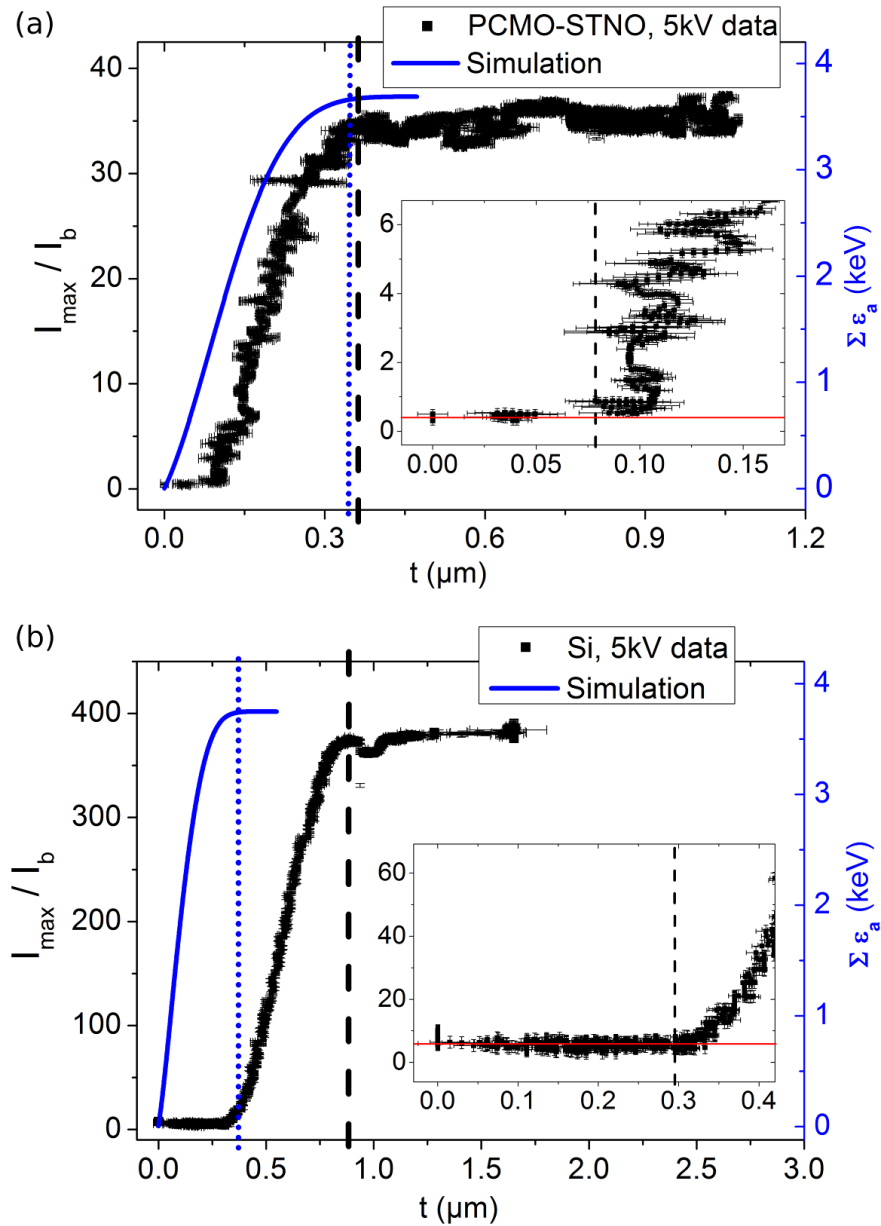 (a)
PCMO-STNO, 5kV data
Simulation
40
30
20
10
0
I_max / I_b
4
3
2
1
0
Σ ε_a (keV)
6
4
2
0
0.00 0.05 0.10 0.15
0.0 0.3 0.6 0.9 1.2
t (μm)
(b)
Si, 5kV data
Simulation
400
300
200
100
0
I_max / I_b
4
3
2
1
0
Σ ε_a (keV)
60
40
20
0
0.0 0.1 0.2 0.3 0.4
0.0 0.5 1.0 1.5 2.0 2.5 3.0
t (μm)